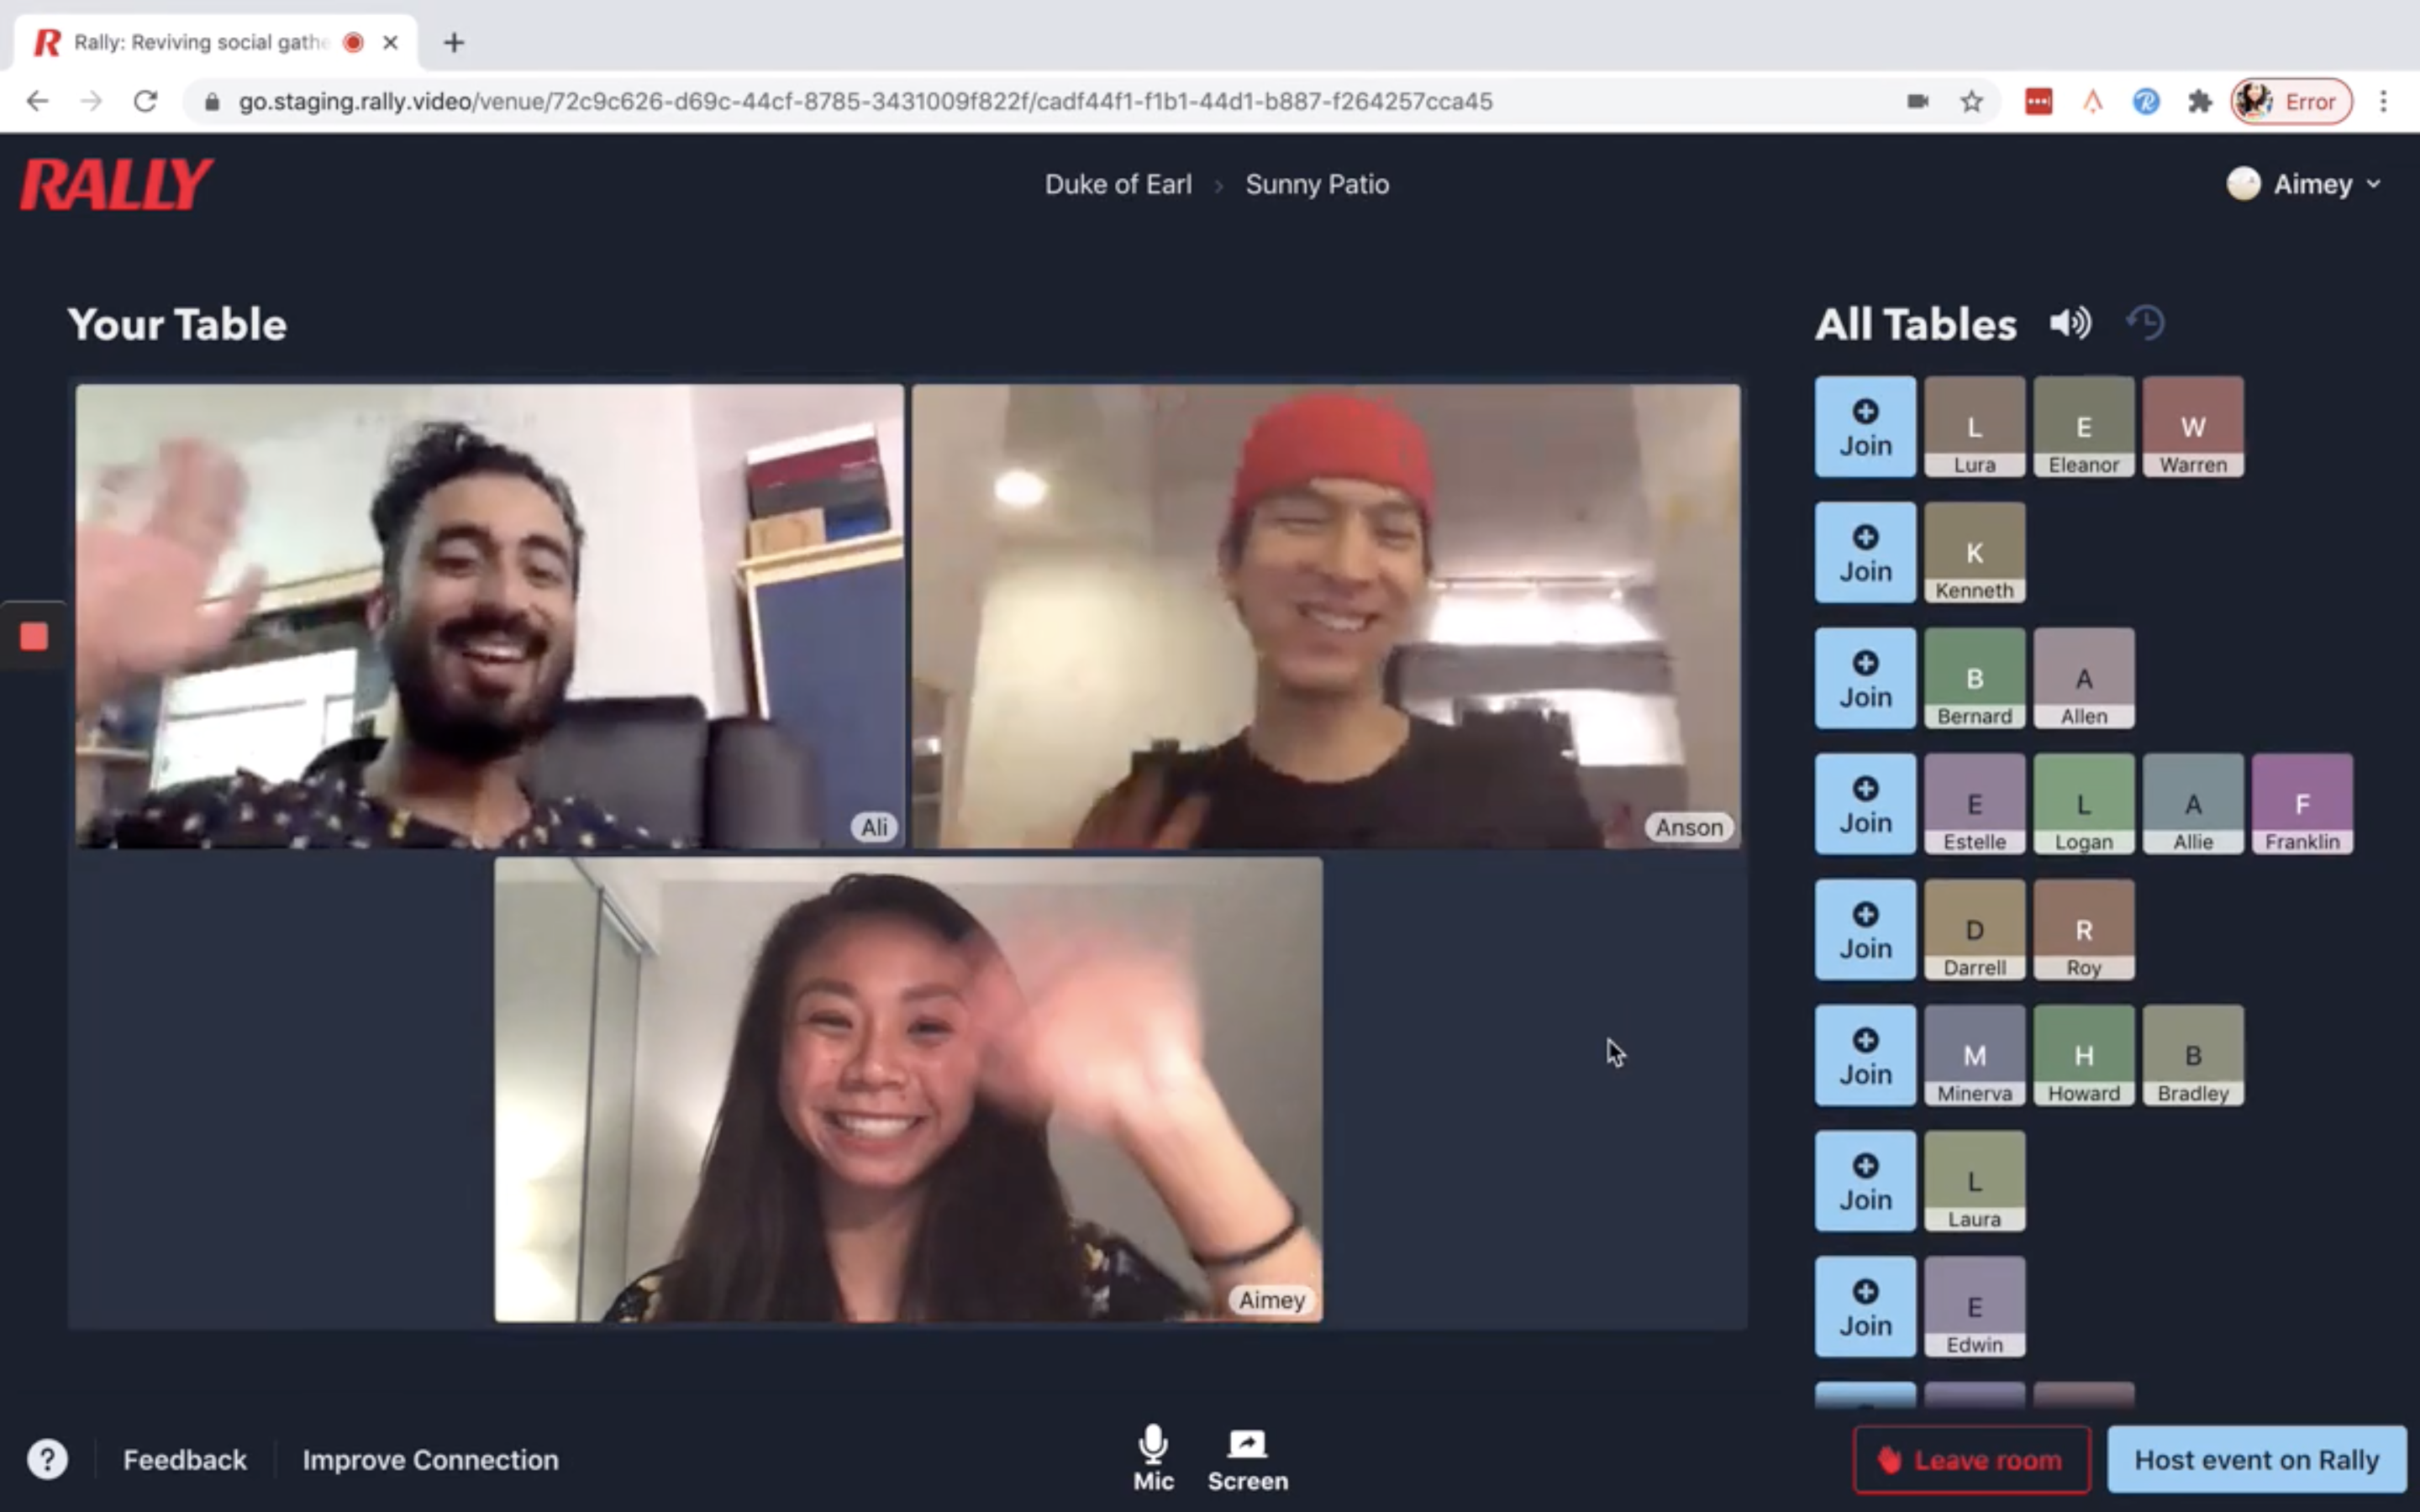 Rally: Reviving social gathe
go.staging.rally.video/venue/72c9c626-d69c-44cf-8785-3431009f822f/cadf44f1-f1b1-44d1-b887-f264257cca45
Error
RALLY
Duke of Earl > Sunny Patio
Aimey
Your Table
All Tables
Join
L
Lura
E
Eleanor
W
Warren
Join
K
Kenneth
Join
B
Bernard
A
Allen
Join
E
Estelle
L
Logan
A
Allie
F
Franklin
Join
D
Darrell
R
Roy
Join
M
Minerva
H
Howard
B
Bradley
Join
L
Laura
Join
E
Edwin
Ali
Anson
Aimey
?
Feedback
Improve Connection
Mic
Screen
Leave room
Host event on Rally